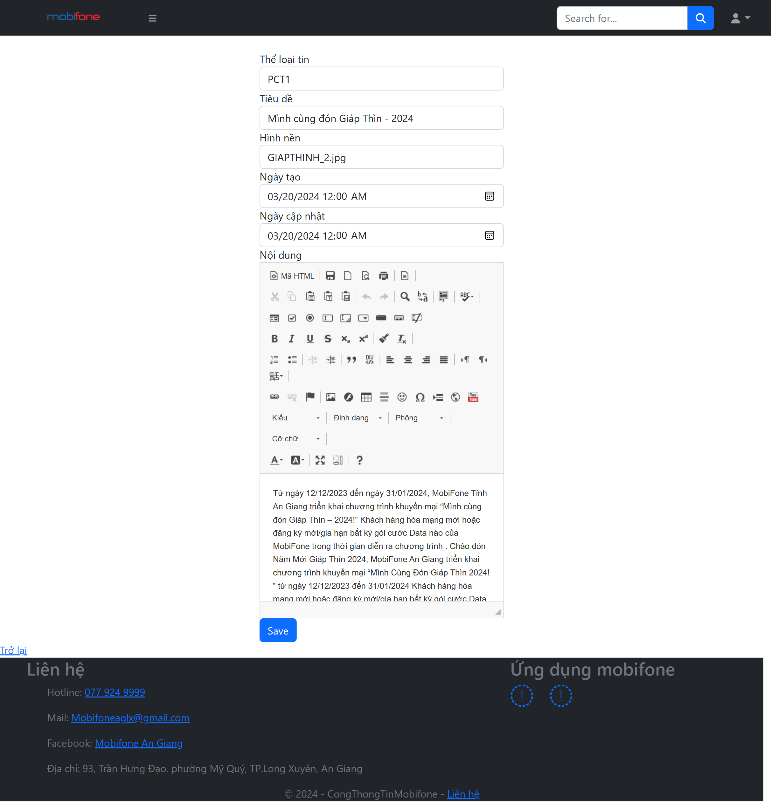 mobifone
Search for...
Thể loại tin
PCT1
Tiêu đề
Mình cùng đón Giáp Thìn - 2024
Hình nền
GIAPTHINH_2.jpg
Ngày tạo
03/20/2024 12:00 AM
Ngày cập nhật
03/20/2024 12:00 AM
Nội dung
Mã HTML
B I U S x₂ x² Tx
Kiểu Định dạng Phông
Cỡ chữ
A A ?
Từ ngày 12/12/2023 đến ngày 31/01/2024, MobiFone Tỉnh
An Giang triển khai chương trình khuyến mại “Mình cùng
đón Giáp Thìn – 2024!” Khách hàng hòa mạng mới hoặc
đăng ký mới/gia hạn bất kỳ gói cước Data nào của
MobiFone trong thời gian diễn ra chương trình . Chào đón
Năm Mới Giáp Thìn 2024, MobiFone An Giang triển khai
chương trình khuyến mại “Mình Cùng Đón Giáp Thìn 2024!
” từ ngày 12/12/2023 đến 31/01/2024 Khách hàng hòa
mạng mới hoặc đăng ký mới/gia hạn bất kỳ gói cước Data
Save
Trở lại
Liên hệ
Hotline: 077 924 9999
Mail: Mobifoneaglx@gmail.com
Facebook: Mobifone An Giang
Địa chỉ: 93, Trần Hưng Đạo, phường Mỹ Quý, TP.Long Xuyên, An Giang
Ứng dụng mobifone
© 2024 - CongThongTinMobifone - Liên hệ